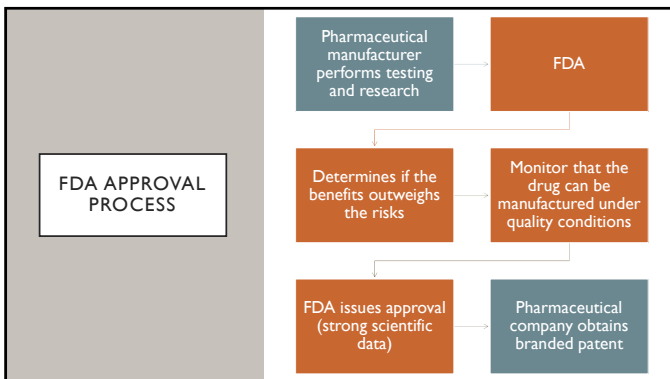 FDA APPROVAL
PROCESS
Pharmaceutical
manufacturer
performs testing
and research
FDA
Determines if the
benefits outweighs
the risks
Monitor that the
drug can be
manufactured under
quality conditions
FDA issues approval
(strong scientific
data)
Pharmaceutical
company obtains
branded patent